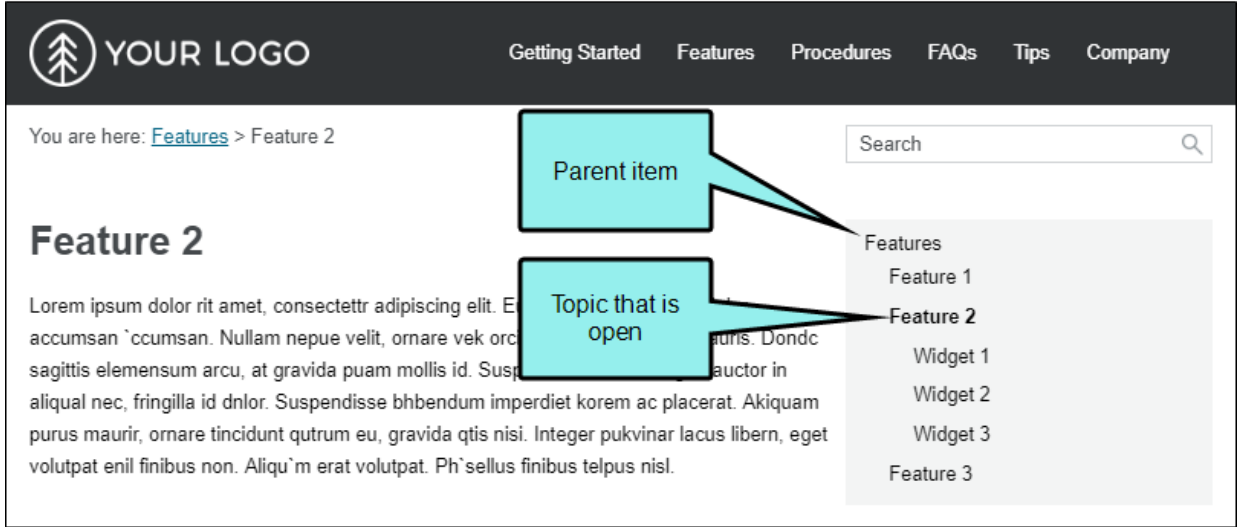 YOUR LOGO
Getting Started Features Procedures FAQs Tips Company
You are here: Features > Feature 2
Search
Parent item
Feature 2
Features
Feature 1
Feature 2
Widget 1
Widget 2
Widget 3
Feature 3
Topic that is
open
Lorem ipsum dolor rit amet, consectettr adipiscing elit.
accumsan `ccumsan. Nullam nepue velit, ornare vek Dondc
sagittis elemensum arcu, at gravida puam mollis id. auctor in
aliqual nec, fringilla id dnlor. Suspendisse bhbendum imperdiet korem ac placerat. Akiquam
purus maurir, ornare tincidunt qutrum eu, gravida qtis nisi. Integer pukvinar lacus libern, eget
volutpat enil finibus non. Aliqu`m erat volutpat. Ph`sellus finibus telpus nisl.